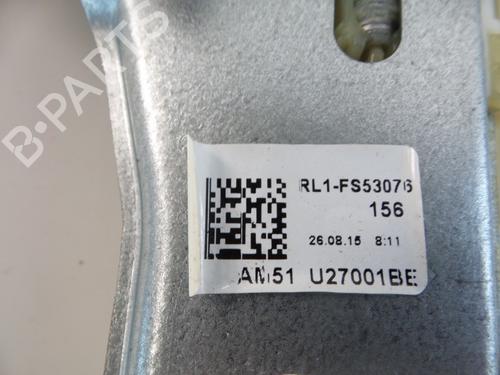 B-PARTS
RL1-FS53076
156
26.08.15 8:11
AM51 U27001BE